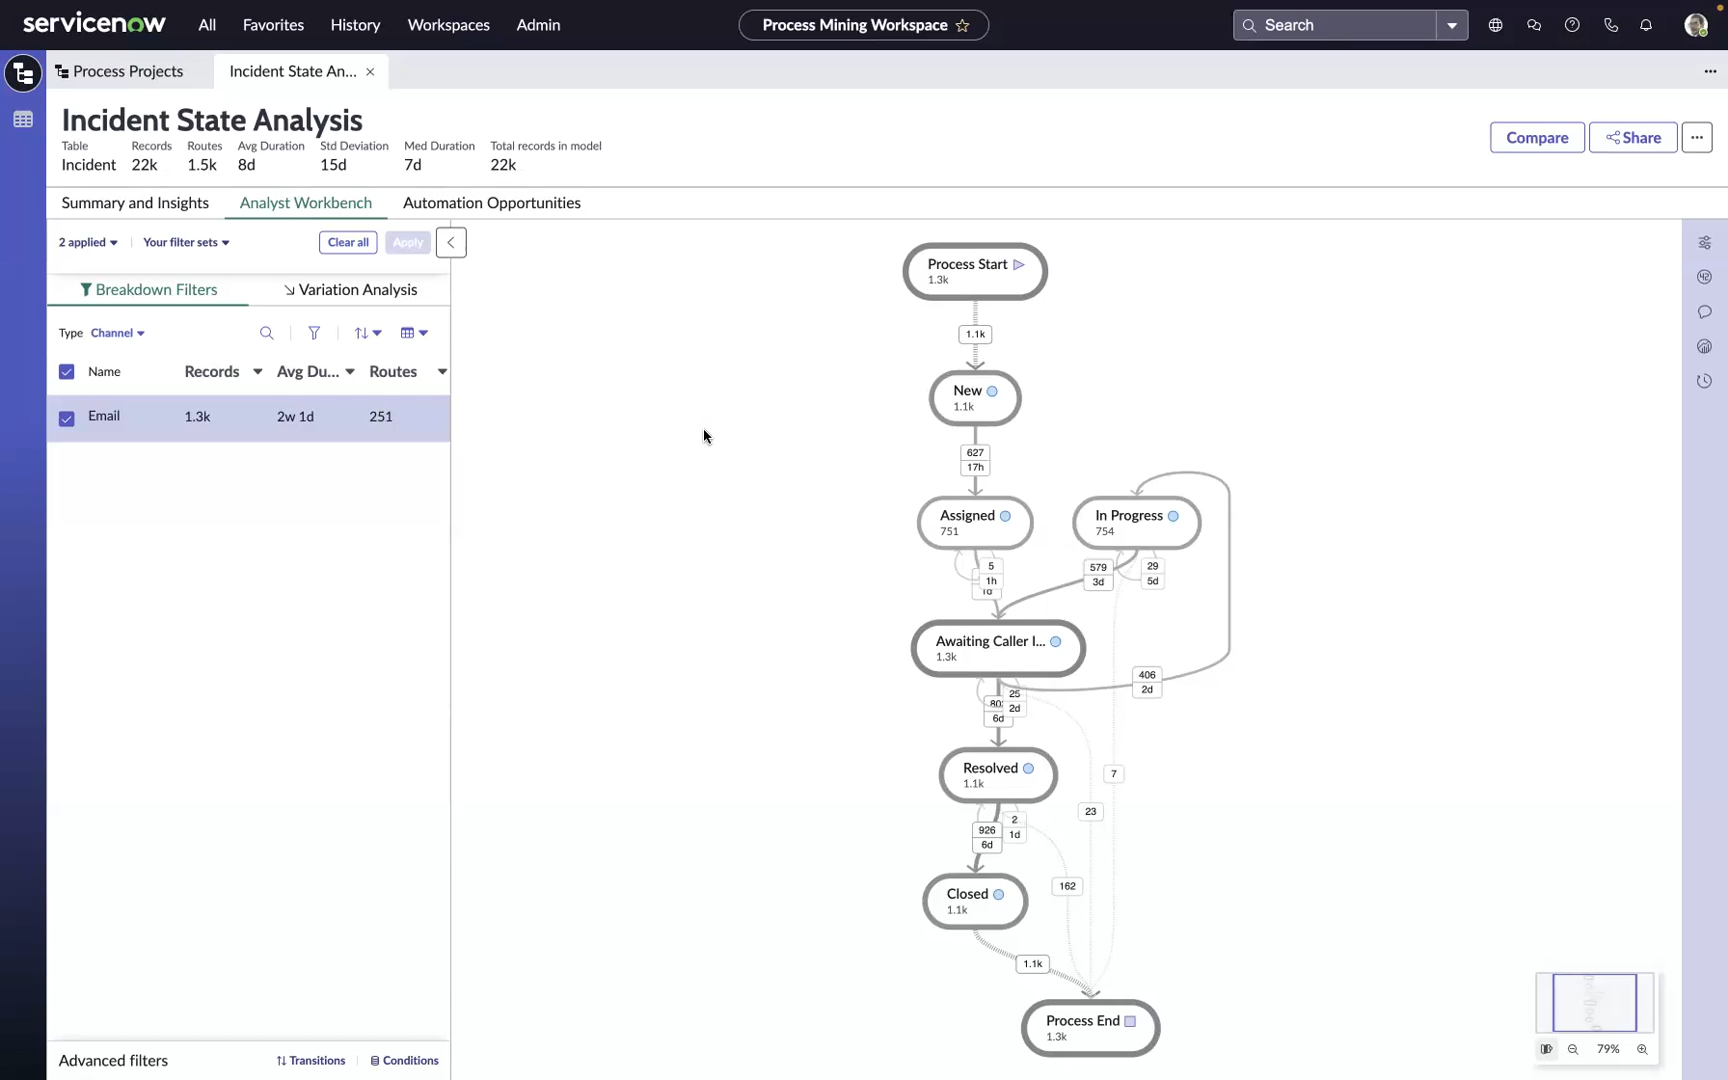 servicenow
All
Favorites
History
Workspaces
Admin
Process Mining Workspace
Search
Process Projects
Incident State An...
Incident State Analysis
Table
Records
Routes
Avg Duration
Std Deviation
Med Duration
Total records in model
Incident
22k
1.5k
8d
15d
7d
22k
Compare
Share
Summary and Insights
Analyst Workbench
Automation Opportunities
2 applied
Your filter sets
Clear all
Apply
Breakdown Filters
Variation Analysis
Type Channel
Name
Records
Avg Du...
Routes
Email
1.3k
2w 1d
251
Process Start
1.3k
1.1k
New
1.1k
627
17h
Assigned
751
In Progress
754
5
1h
1d
579
3d
29
5d
Awaiting Caller I...
1.3k
406
2d
25
2d
6d
Resolved
1.1k
7
23
2
1d
926
6d
162
Closed
1.1k
1.1k
Process End
1.3k
79%
Advanced filters
Transitions
Conditions